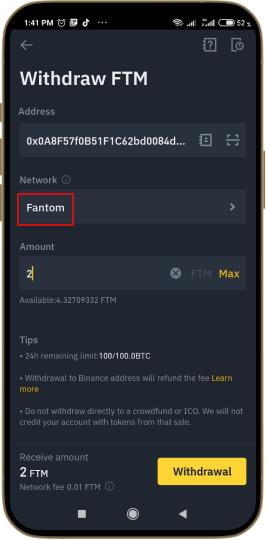 1:41 PM
52%
Withdraw FTM
Address
0x0A8F57f0B51F1C62bd0084d...
Network
Fantom
Amount
2 FTM Max
Available:4.32709332 FTM
Tips
• 24h remaining limit:100/100.0BTC
• Withdrawal to Binance address will refund the fee Learn
more
• Do not withdraw directly to a crowdfund or ICO. We will not
credit your account with tokens from that sale.
Receive amount
2 FTM
Withdrawal
Network fee 0.01 FTM